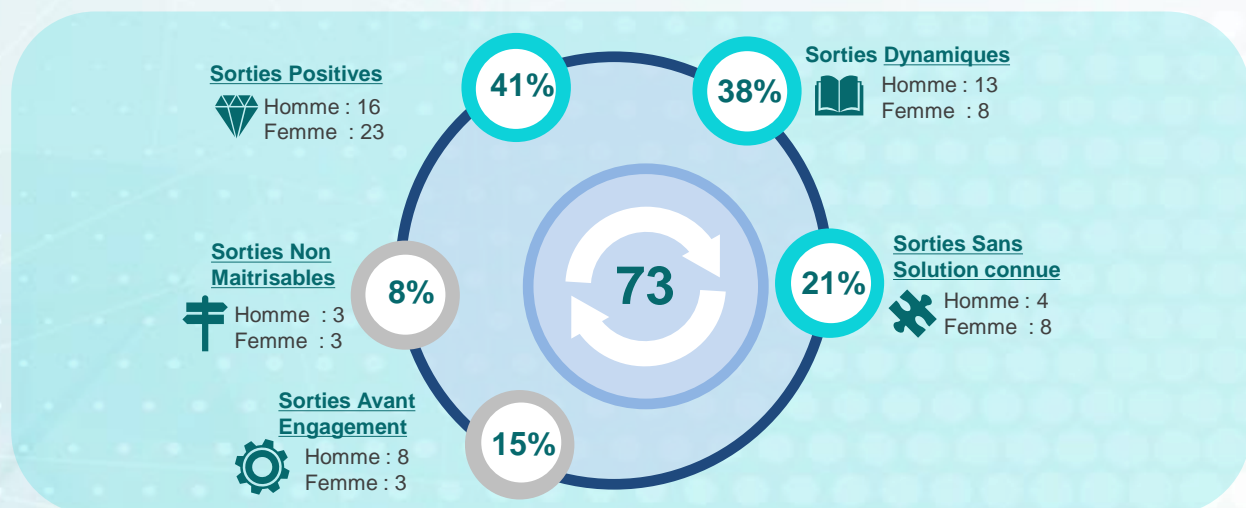 Sorties Positives
Homme : 16
Femme : 23
41%
38%
Sorties Dynamiques
Homme : 13
Femme : 8
Sorties Non
Maitrisables
Homme : 3
Femme : 3
8%
73
21%
Sorties Sans
Solution connue
Homme : 4
Femme : 8
Sorties Avant
Engagement
Homme : 8
Femme : 3
15%